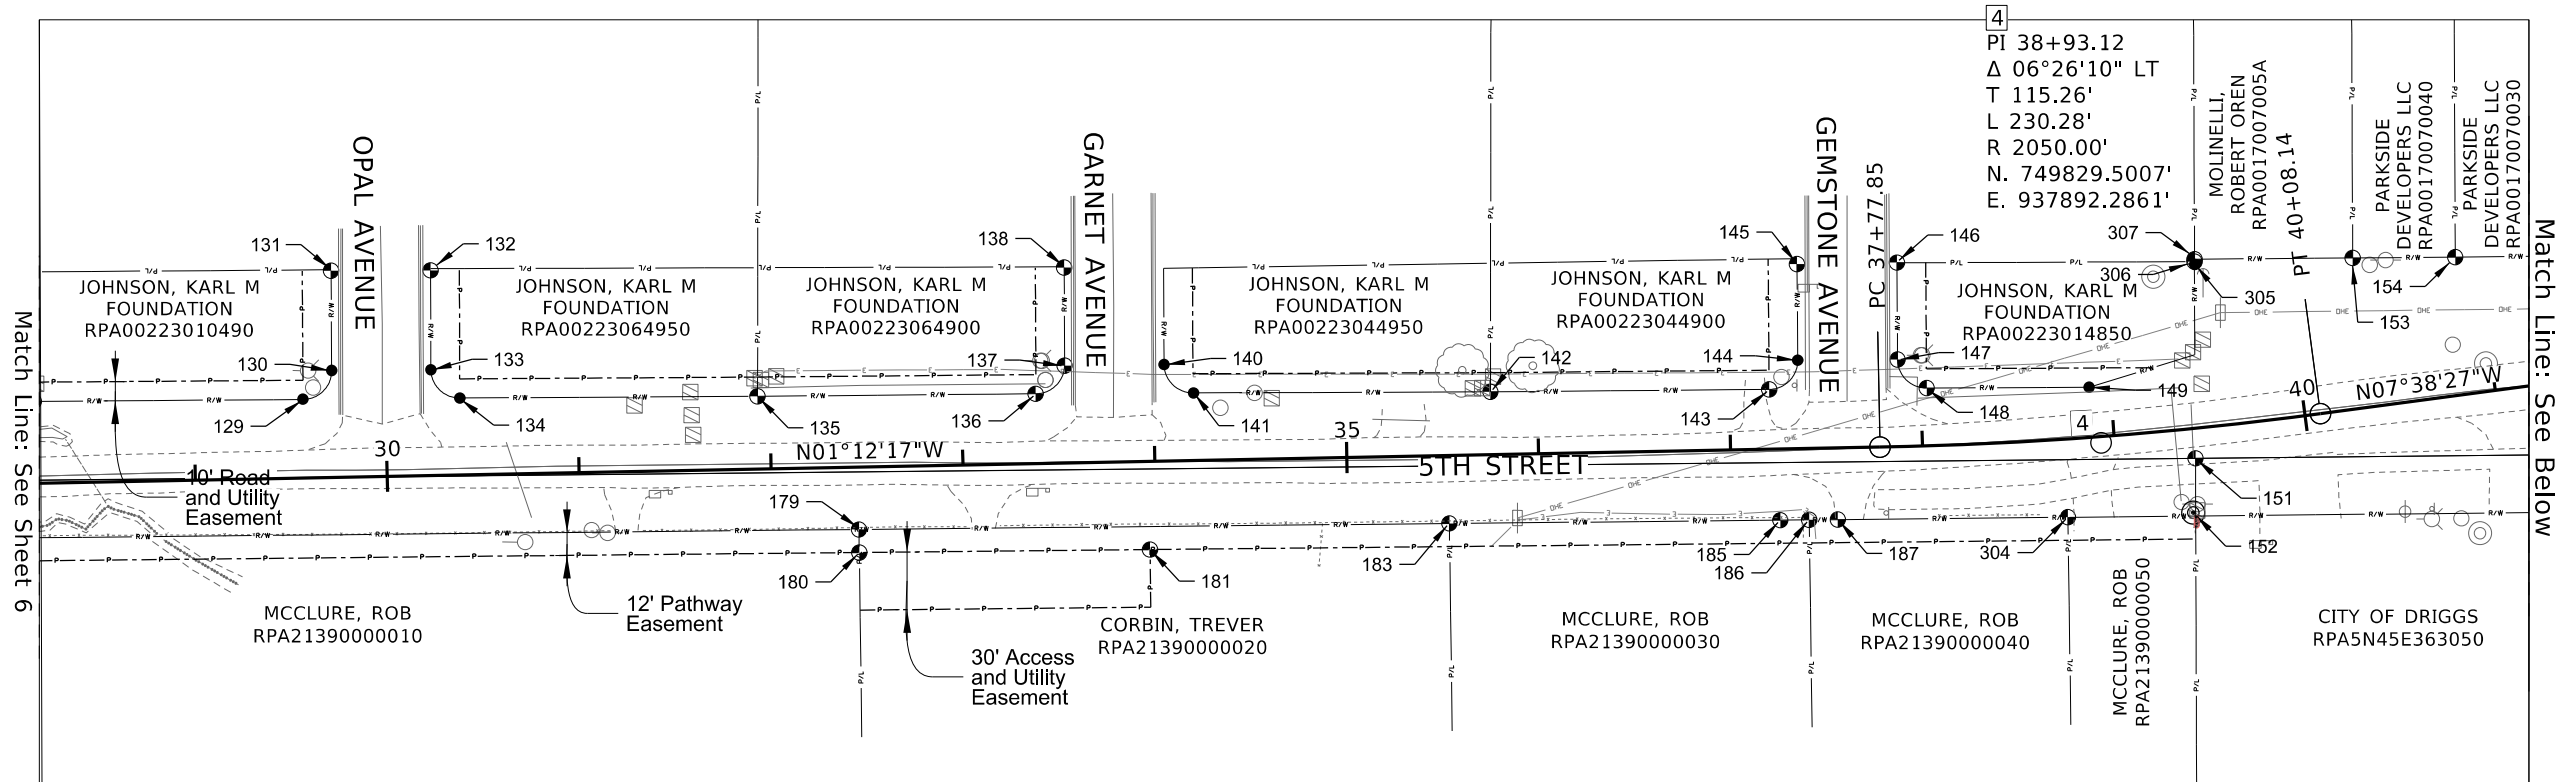 4
PI 38+93.12
Δ 06°26'10" LT
T 115.26'
L 230.28'
R 2050.00'
N. 749829.5007'
E. 937892.2861'
MOLINELLI,
ROBERT OREN
RPA0017007005A
PT 40+08.14
PARKSIDE
DEVELOPERS LLC
RPA00170070040
PARKSIDE
DEVELOPERS LLC
RPA00170070030
OPAL AVENUE
GARNET AVENUE
GEMSTONE AVENUE
PC 37+77.85
131
132
138
145
146
307
306
305
154
153
JOHNSON, KARL M
FOUNDATION
RPA00223010490
JOHNSON, KARL M
FOUNDATION
RPA00223064950
JOHNSON, KARL M
FOUNDATION
RPA00223064900
JOHNSON, KARL M
FOUNDATION
RPA00223044950
JOHNSON, KARL M
FOUNDATION
RPA00223044900
JOHNSON, KARL M
FOUNDATION
RPA00223014850
130
133
137
140
142
144
147
149
129
134
135
136
141
143
148
Match Line: See Sheet 6
Match Line: See Below
30
35
40
4
N01°12'17"W
N07°38'27"W
5TH STREET
10' Road
and Utility
Easement
179
180
181
183
185
186
187
304
151
152
12' Pathway
Easement
30' Access
and Utility
Easement
MCCLURE, ROB
RPA21390000010
CORBIN, TREVER
RPA21390000020
MCCLURE, ROB
RPA21390000030
MCCLURE, ROB
RPA21390000040
MCCLURE, ROB
RPA21390000050
CITY OF DRIGGS
RPA5N45E363050